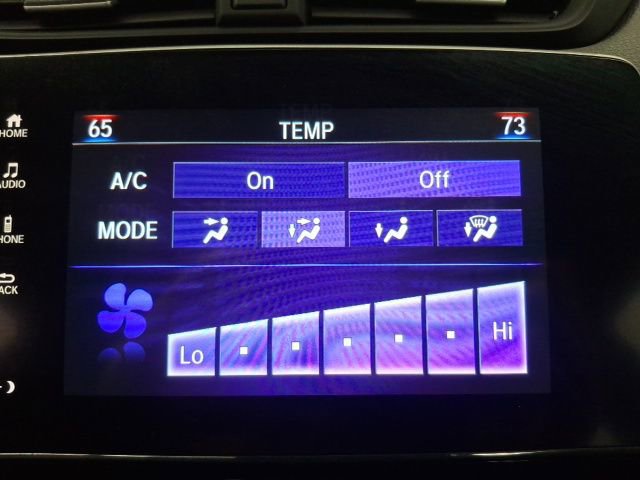 65 TEMP 73
HOME
A/C On Off
AUDIO
MODE
PHONE
BACK
Lo Hi